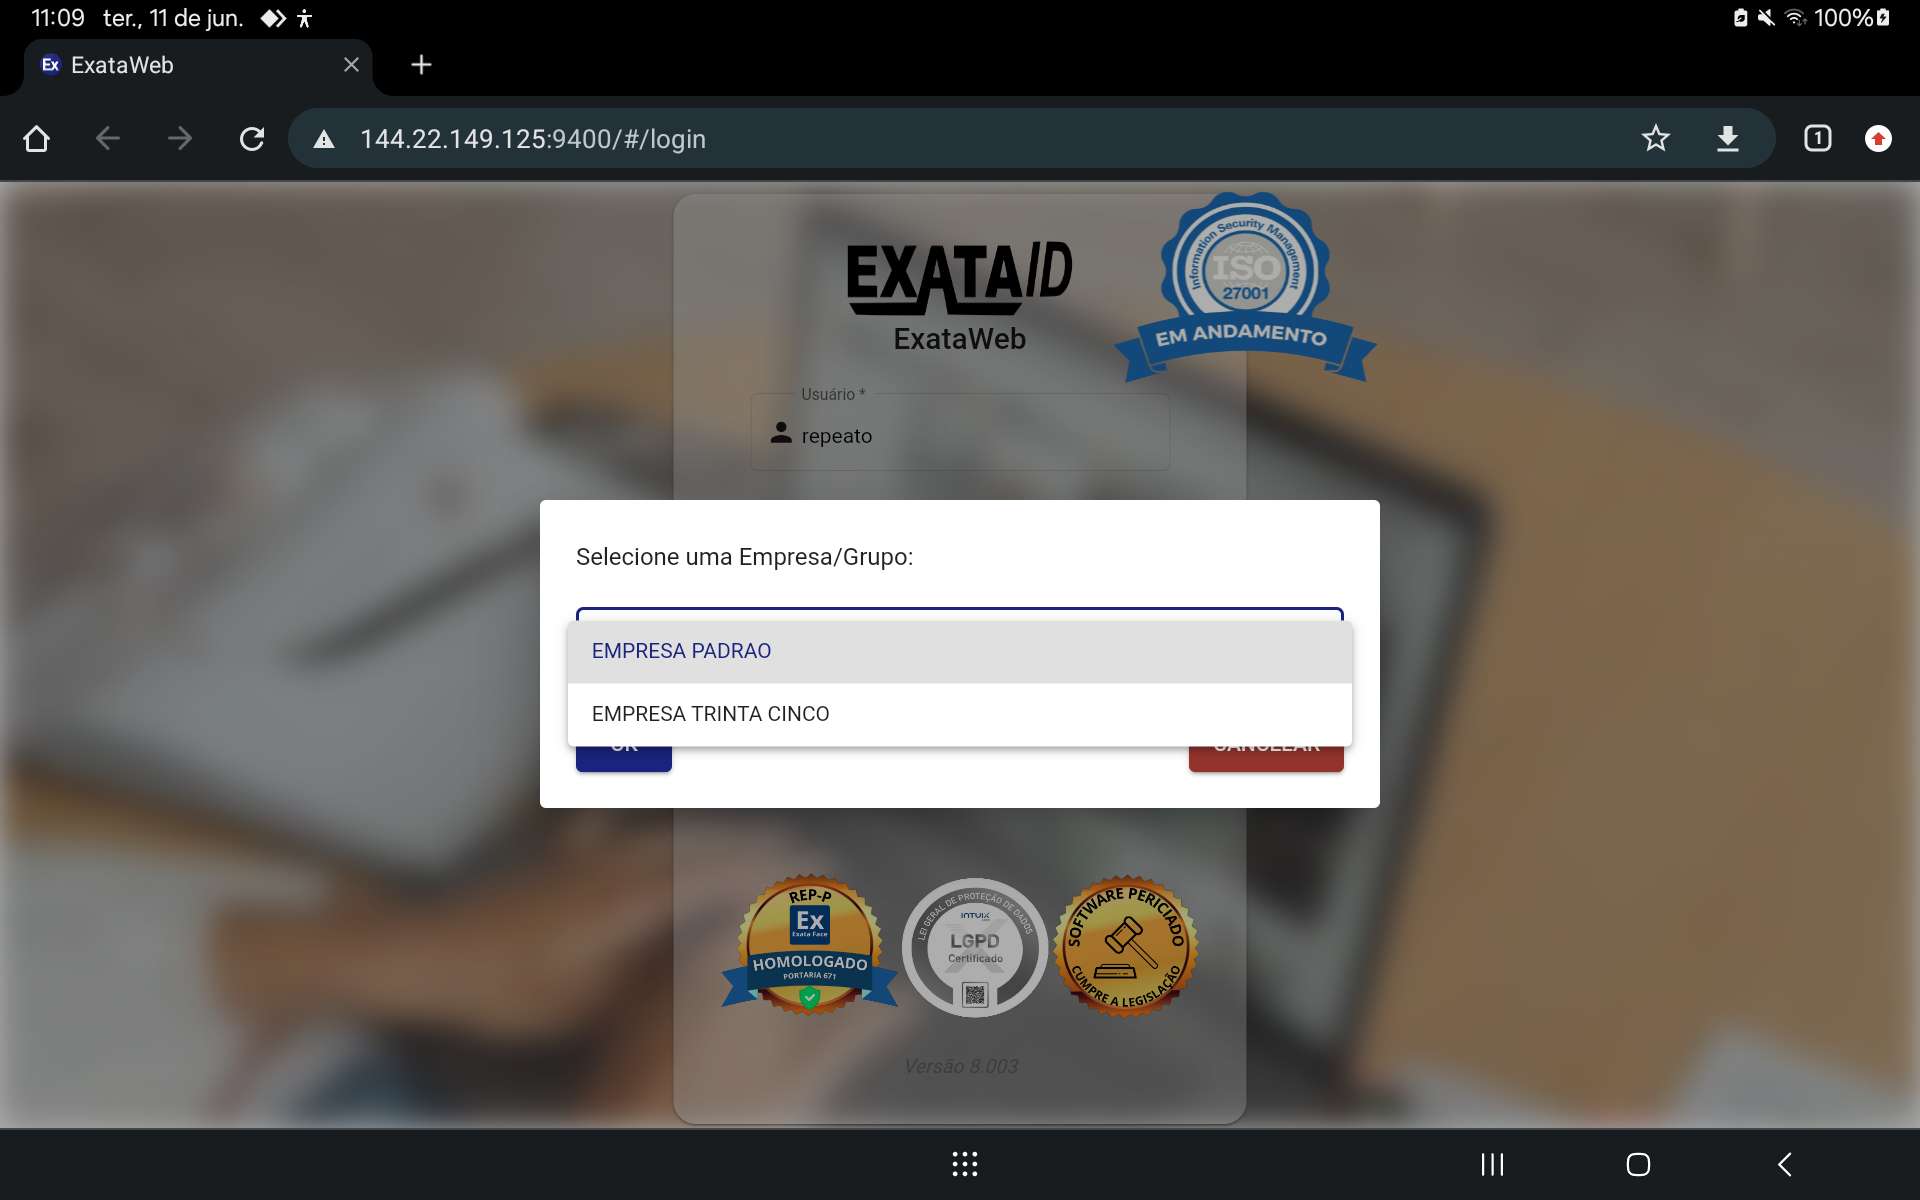 11:09 ter., 11 de jun.
100%
Ex ExataWeb
144.22.149.125:9400/#/login
1
EXATAID
ExataWeb
Information Security Management
ISO
27001
EM ANDAMENTO
Usuário *
repeato
Selecione uma Empresa/Grupo:
EMPRESA PADRAO
EMPRESA TRINTA CINCO
OK
CANCELAR
REP-P
Ex
Exata Face
HOMOLOGADO
PORTARIA 671
LEI GERAL DE PROTEÇÃO DE DADOS
INTUIX
LGPD
Certificado
SOFTWARE PERICIADO
CUMPRE A LEGISLAÇÃO
Versão 8.003